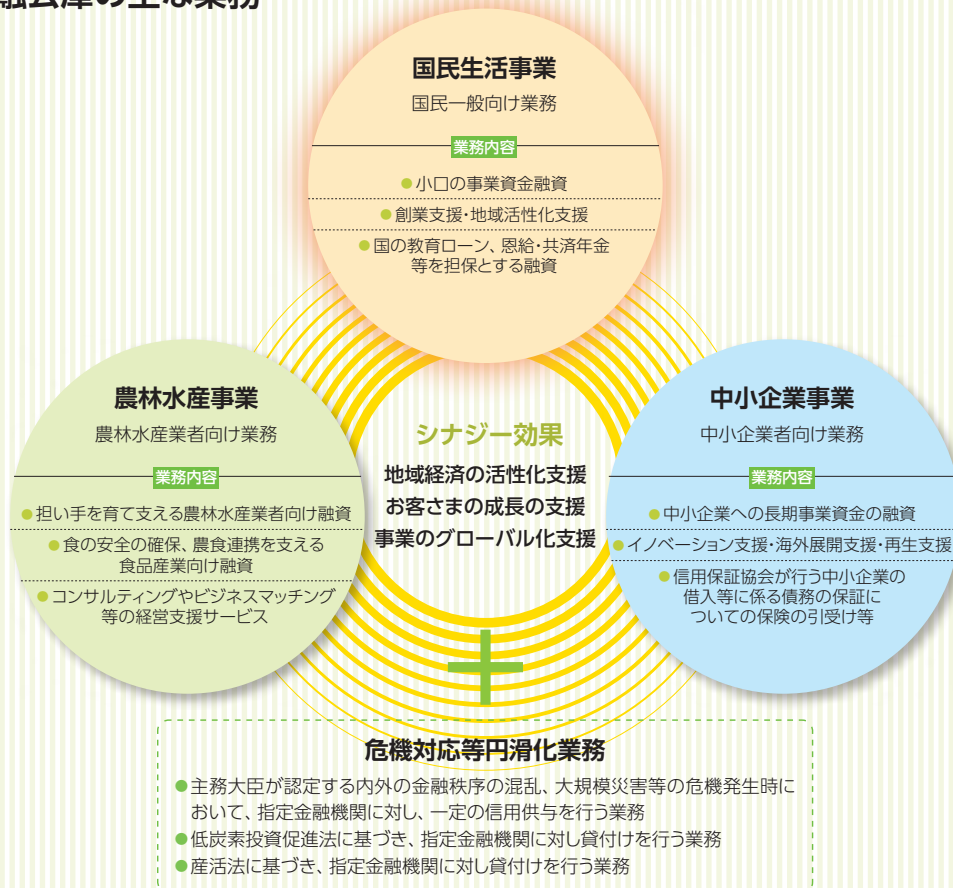 融公庫の主な業務
国民生活事業
国民一般向け業務
業務内容
●小口の事業資金融資
●創業支援・地域活性化支援
●国の教育ローン、恩給・共済年金
等を担保とする融資
農林水産事業
農林水産業者向け業務
業務内容
●担い手を育て支える農林水産業者向け融資
●食の安全の確保、農食連携を支える
食品産業向け融資
●コンサルティングやビジネスマッチング
等の経営支援サービス
シナジー効果
地域経済の活性化支援
お客さまの成長の支援
事業のグローバル化支援
中小企業事業
中小企業者向け業務
業務内容
●中小企業への長期事業資金の融資
●イノベーション支援・海外展開支援・再生支援
●信用保証協会が行う中小企業の
借入等に係る債務の保証に
ついての保険の引受け等
危機対応等円滑化業務
●主務大臣が認定する内外の金融秩序の混乱、大規模災害等の危機発生時に
おいて、指定金融機関に対し、一定の信用供与を行う業務
●低炭素投資促進法に基づき、指定金融機関に対し貸付けを行う業務
●産活法に基づき、指定金融機関に対し貸付けを行う業務